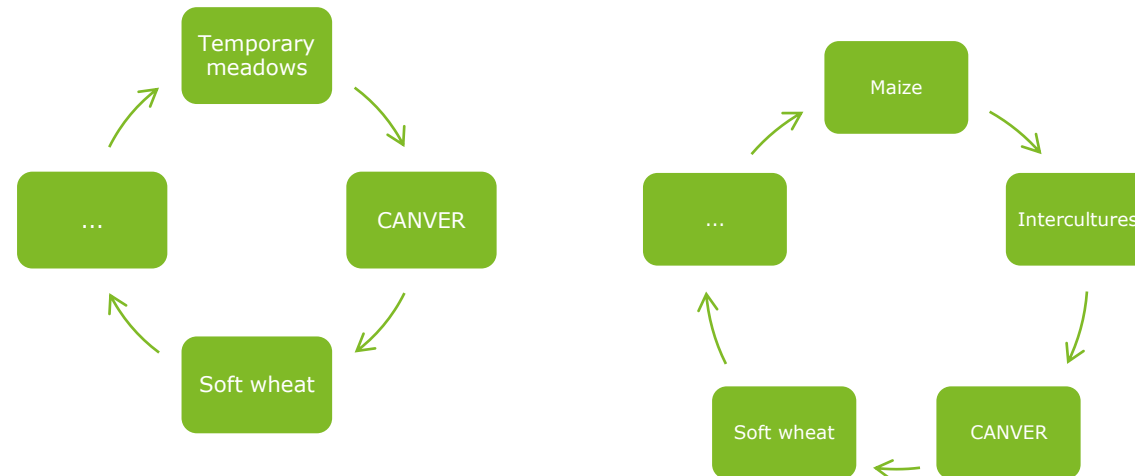 Temporary
meadows
CANVER
Soft wheat
...
Maize
Intercultures
CANVER
Soft wheat
...